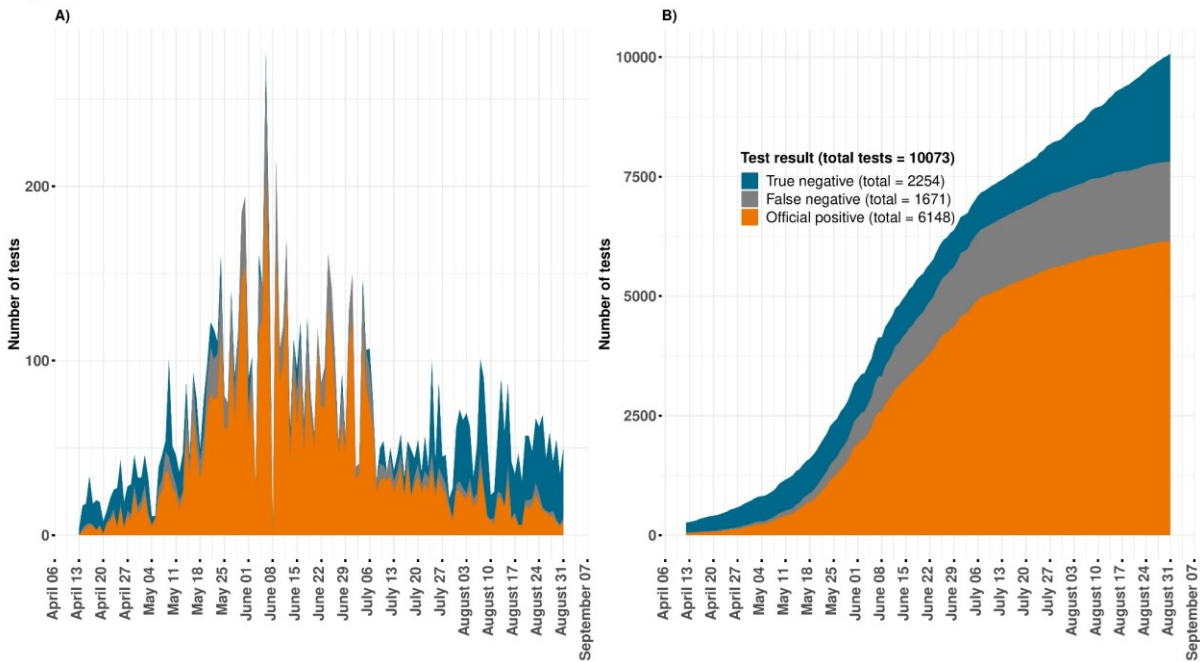 A)
Number of tests
200
100
0
April 06
April 13
April 20
April 27
May 04
May 11
May 18
May 25
June 01
June 08
June 15
June 22
June 29
July 06
July 13
July 20
July 27
August 03
August 10
August 17
August 24
August 31
September 07
B)
Number of tests
10000
7500
5000
2500
0
Test result (total tests = 10073)
True negative (total = 2254)
False negative (total = 1671)
Official positive (total = 6148)
April 06
April 13
April 20
April 27
May 04
May 11
May 18
May 25
June 01
June 08
June 15
June 22
June 29
July 06
July 13
July 20
July 27
August 03
August 10
August 17
August 24
August 31
September 07